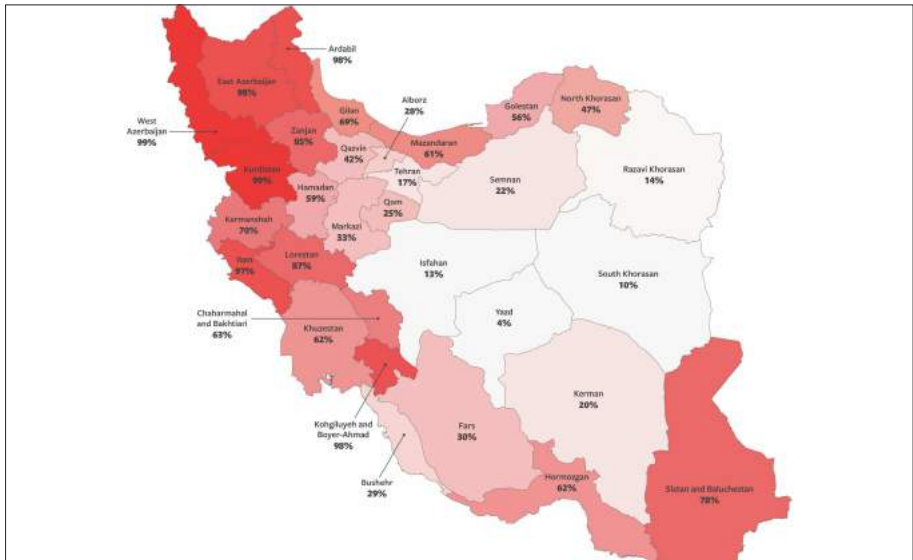 Ardabil
98%
East Azerbaijan
98%
West
Azerbaijan
99%
Gilan
69%
Alborz
28%
Golestan
56%
North Khorasan
47%
Zanjan
85%
Qazvin
42%
Mazandaran
61%
Tehran
17%
Semnan
22%
Razavi Khorasan
14%
Kurdistan
Hamadan
59%
Qom
25%
Kermanshah
70%
Markazi
33%
Ilam
97%
Lorestan
87%
Isfahan
13%
South Khorasan
10%
Chaharmahal
and Bakhtiari
63%
Khuzestan
62%
Yazd
4%
Kerman
20%
Kohgiluyeh and
Boyer-Ahmad
98%
Fars
30%
Bushehr
29%
Hormozgan
62%
Sistan and Baluchestan
78%